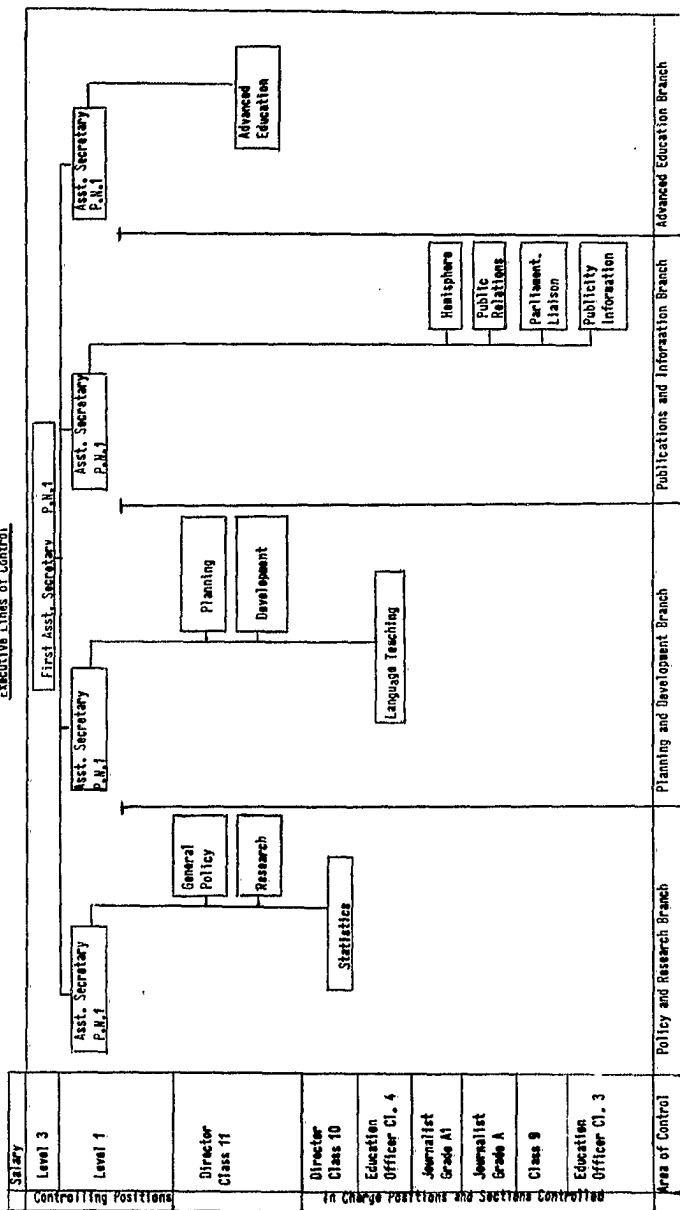 Executive Lines of Control
Salary
Level 3
First Asst. Secretary P.N.1
Controlling Positions
Level 1
Asst. Secretary
P.N.1
Asst. Secretary
P.N.1
Asst. Secretary
P.N.1
Asst. Secretary
P.N.1
In Charge Positions and Sections Controlled
Director
Class 11
General
Policy
Research
Planning
Development
Advanced
Education
Director
Class 10
Statistics
Education
Officer Cl. 4
Language Teaching
Journalist
Grade A1
Hemisphere
Journalist
Grade A
Public
Relations
Class 9
Parliament.
Liaison
Education
Officer Cl. 3
Publicity
Information
Area of Control
Policy and Research Branch
Planning and Development Branch
Publications and Information Branch
Advanced Education Branch